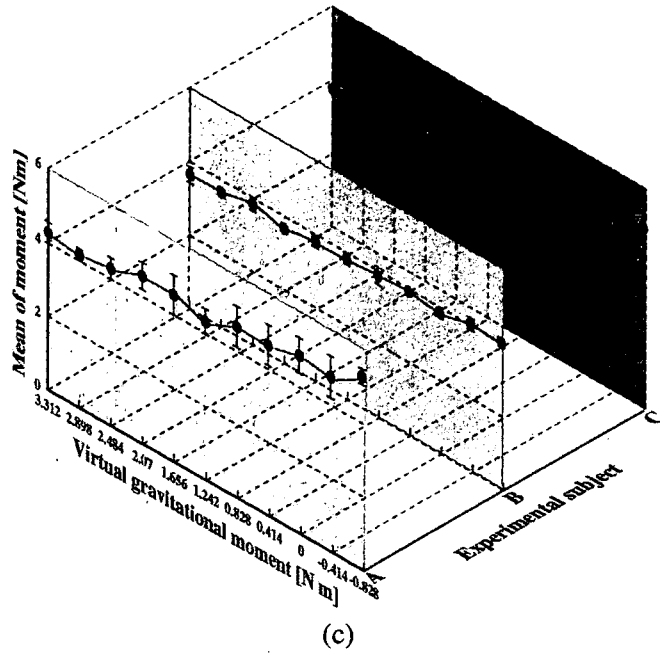 Mean of moment [Nm]
6
4
2
0
3.312
2.898
2.484
2.07
1.656
1.242
0.828
0.414
0
-0.414
-0.828
Virtual gravitational moment [N m]
A
B
C
Experimental subject
(c)